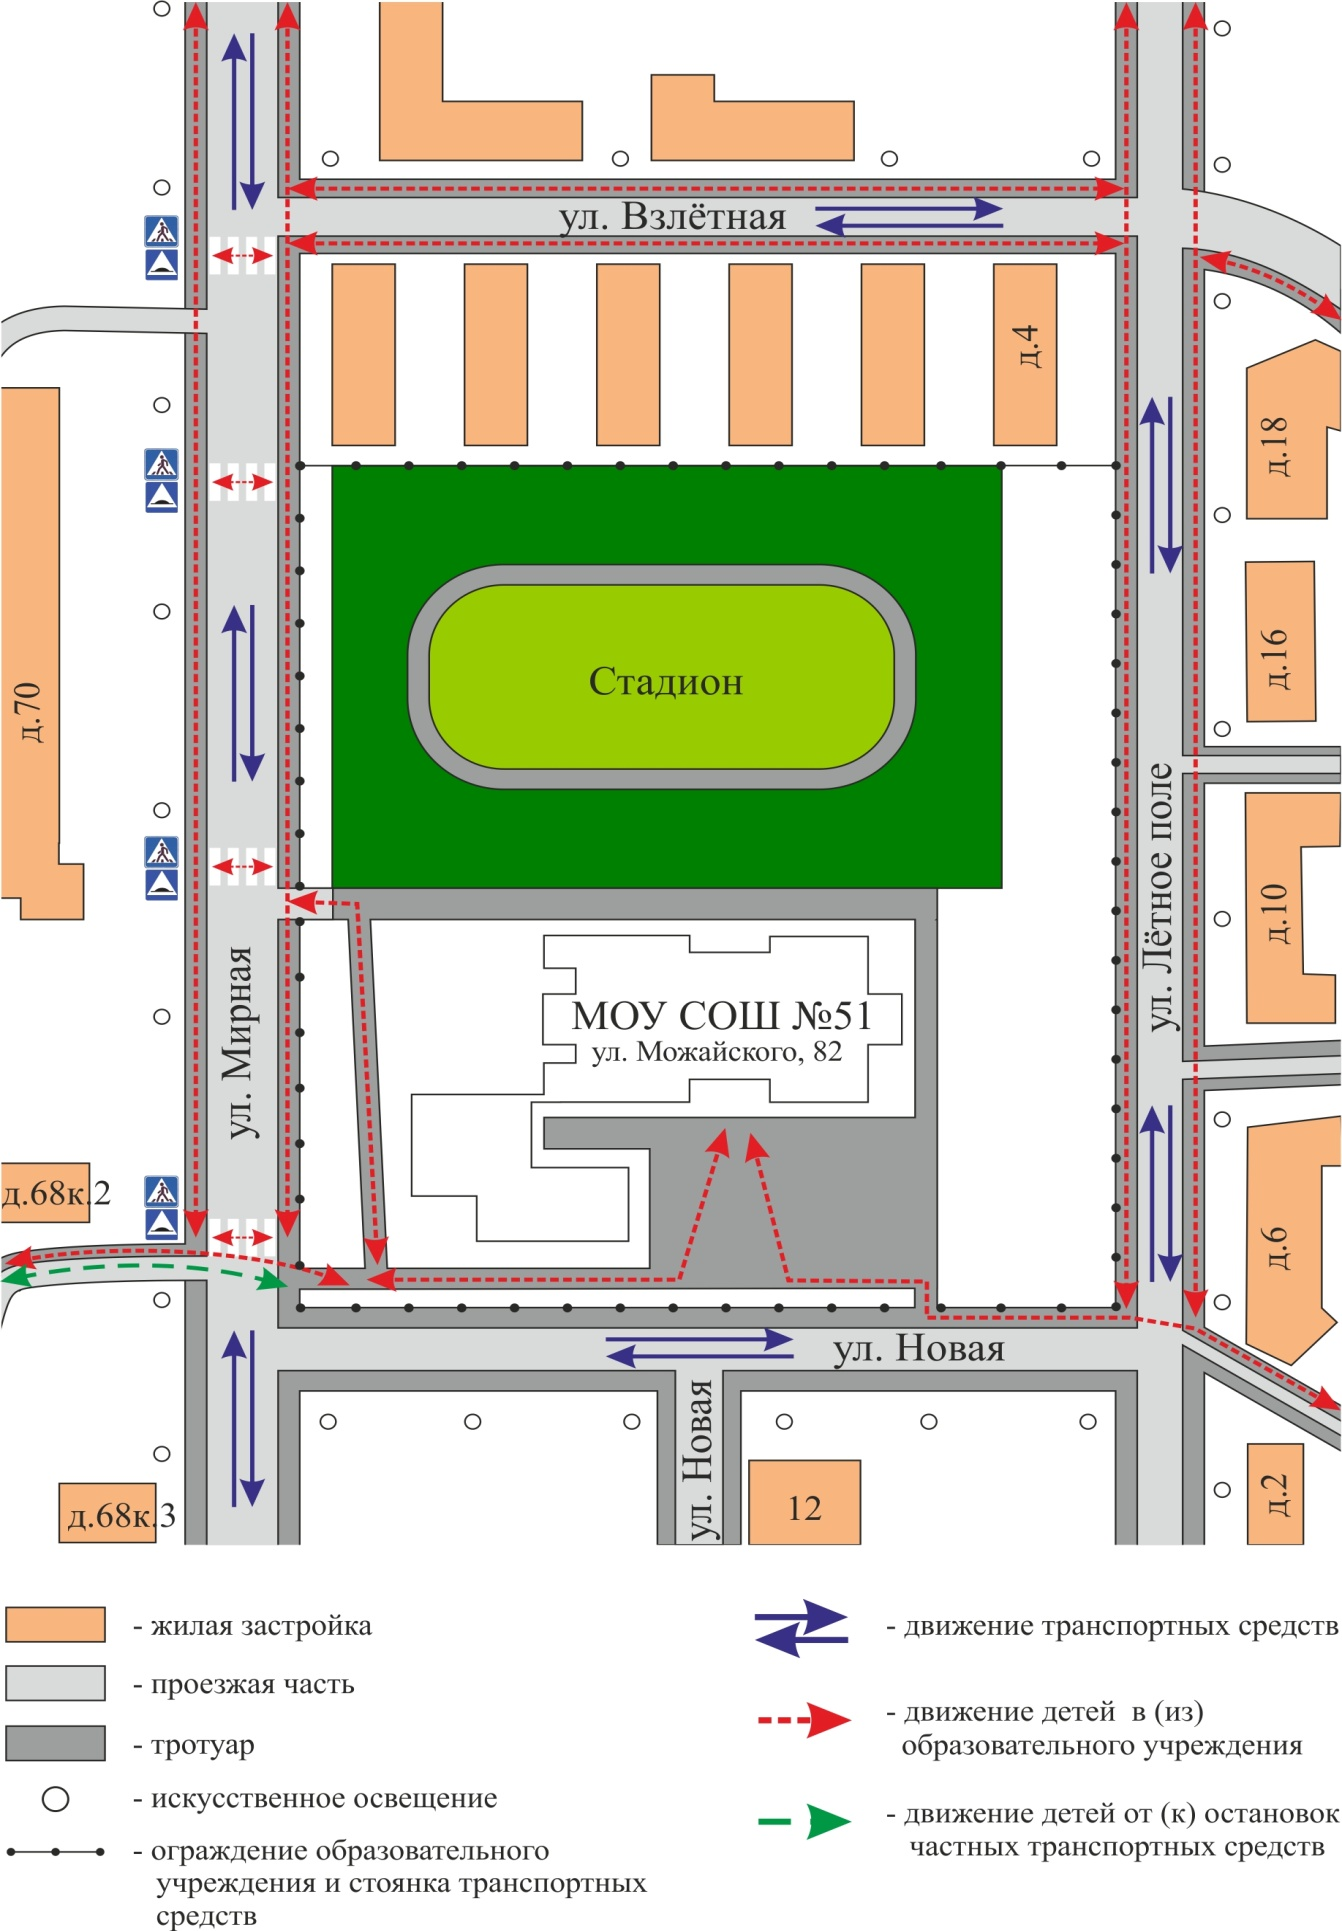 ул. Взлётная
д.4
д.18
Стадион
д.16
д.70
ул. Лётное поле
д.10
ул. Мирная
МОУ СОШ №51
ул. Можайского, 82
д.68к.2
д.6
ул. Новая
ул. Новая
12
д.2
д.68к.3
- жилая застройка
- проезжая часть
- тротуар
- искусственное освещение
- ограждение образовательного
учреждения и стоянка транспортных
средств
- движение транспортных средств
- движение детей в (из)
образовательного учреждения
- движение детей от (к) остановок
частных транспортных средств